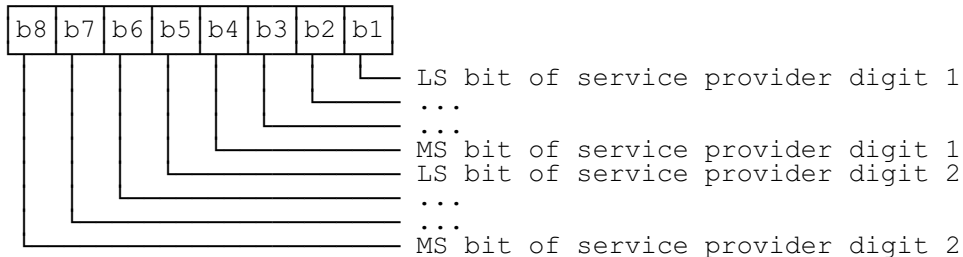 b8 b7 b6 b5 b4 b3 b2 b1
LS bit of service provider digit 1
...
...
MS bit of service provider digit 1
LS bit of service provider digit 2
...
...
MS bit of service provider digit 2